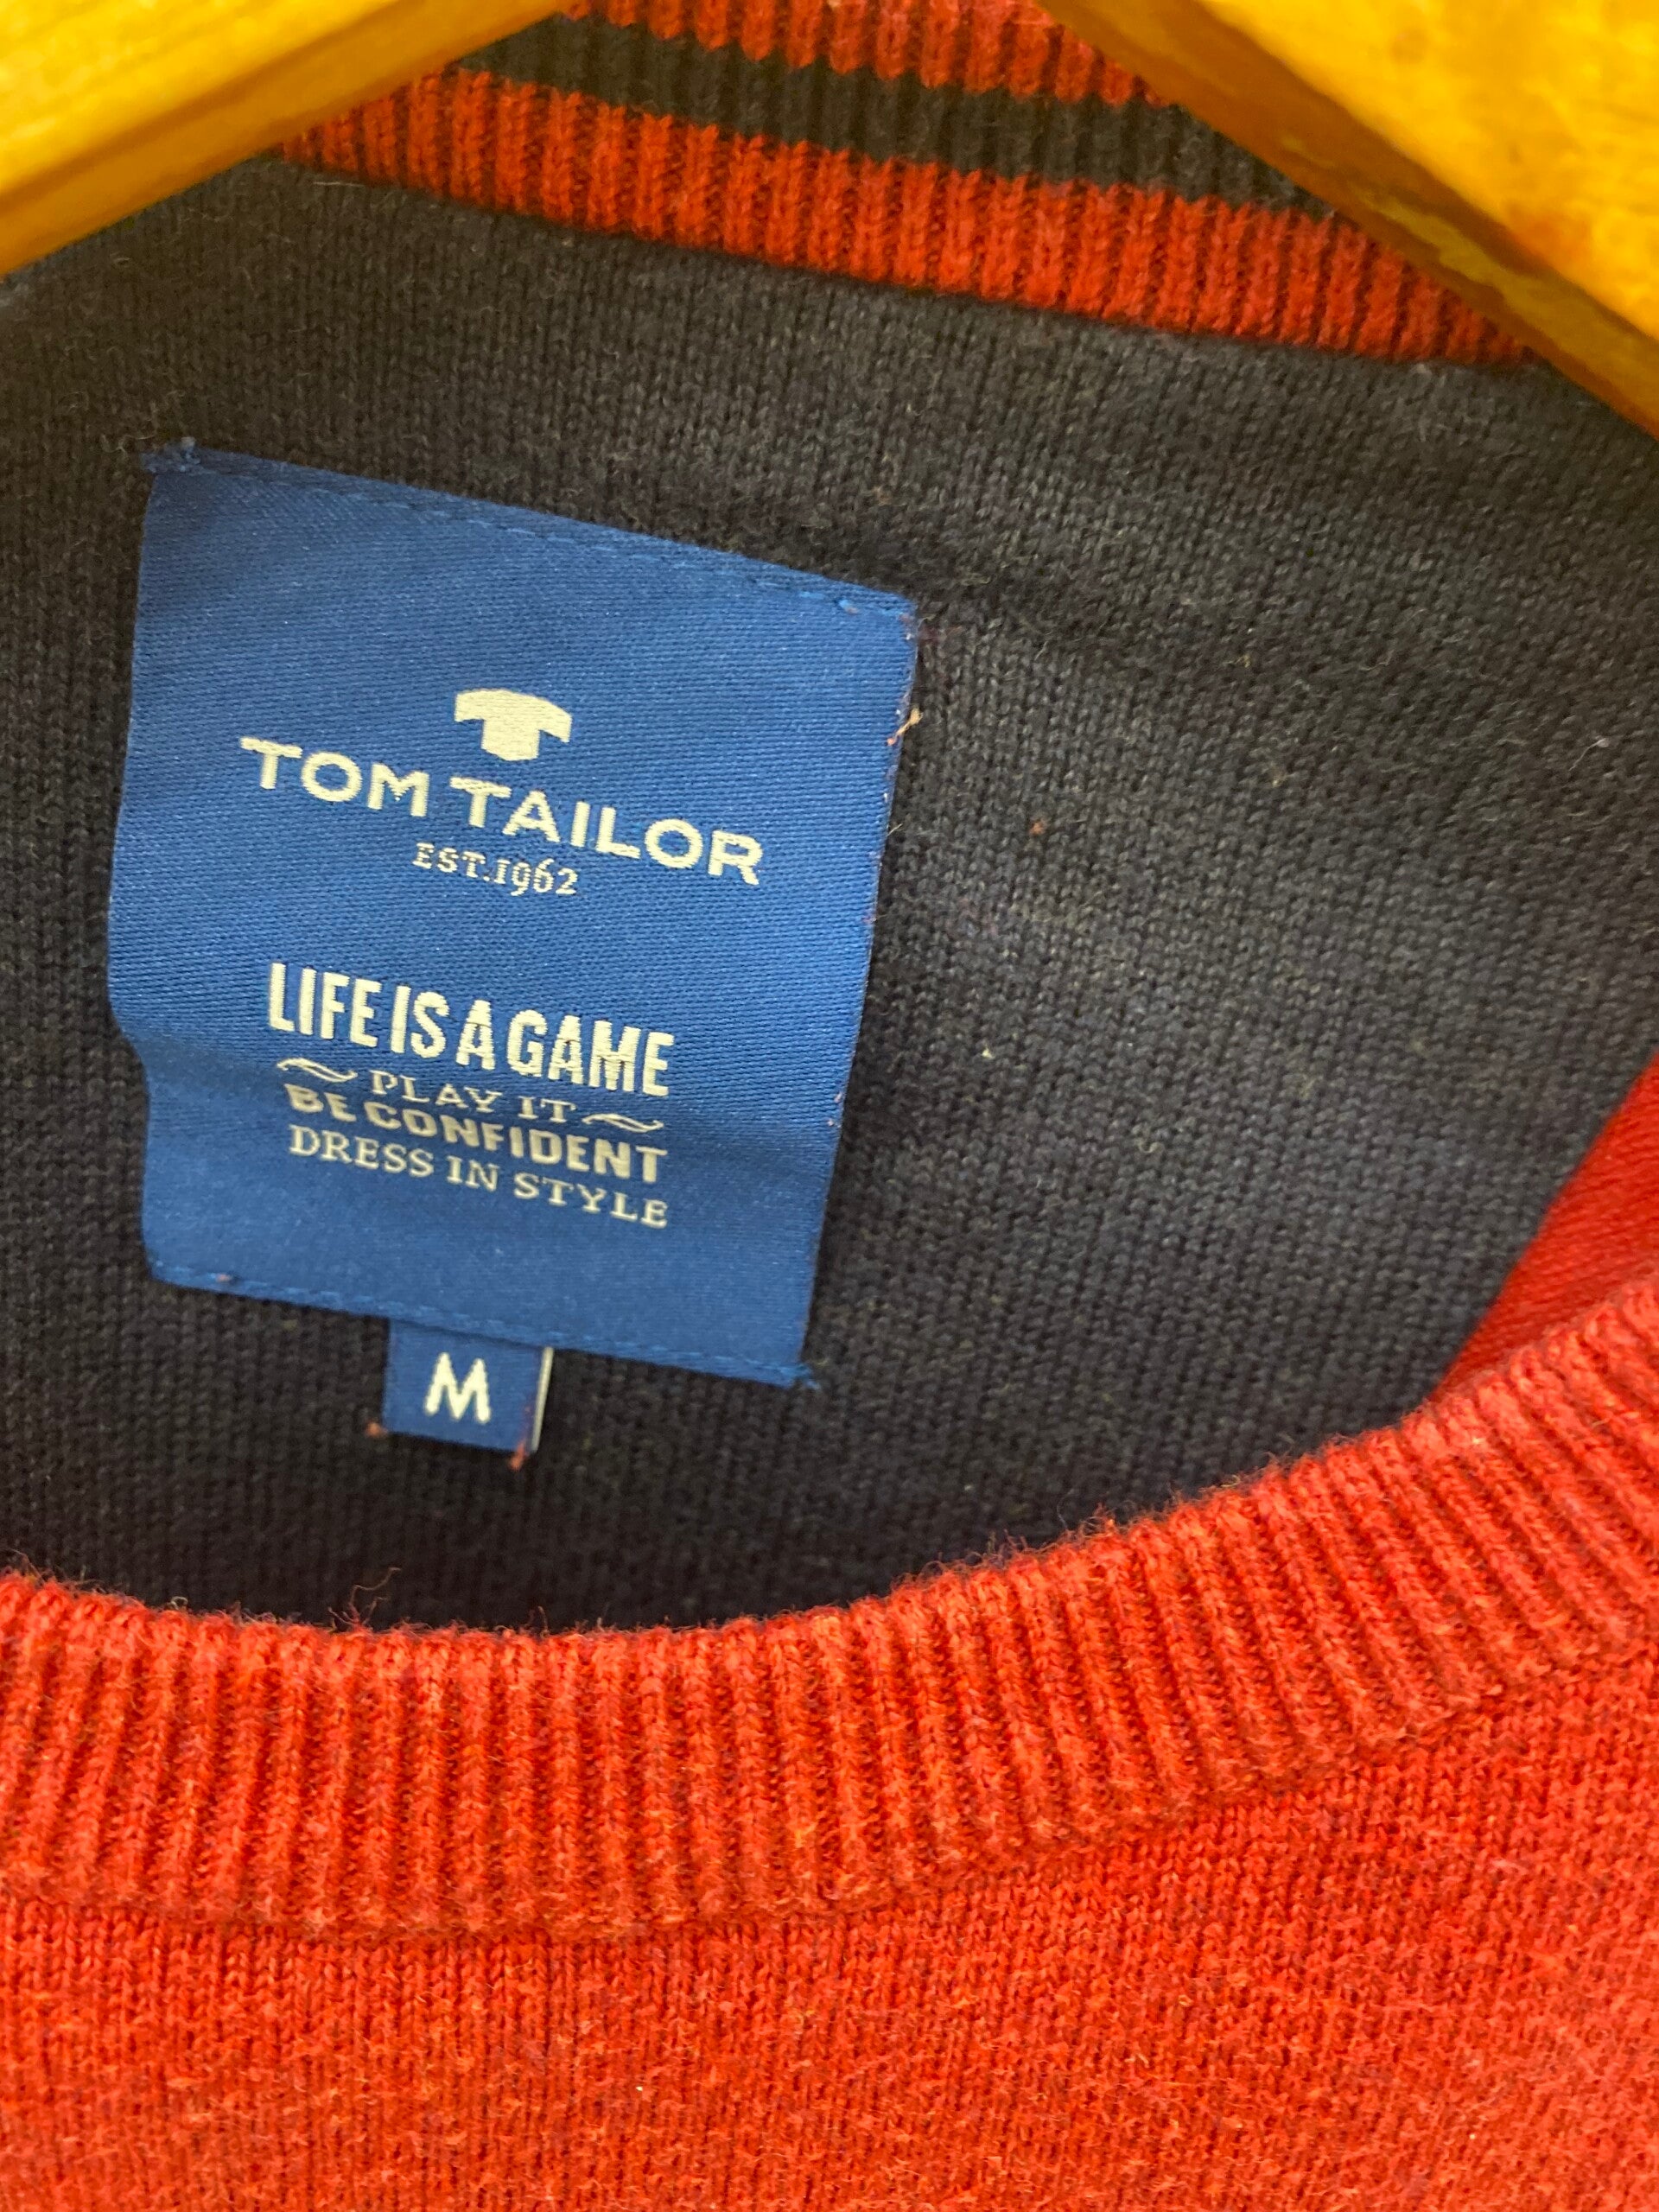 TOM TAILOR
EST.1962
LIFE IS A GAME
PLAY IT
BE CONFIDENT
DRESS IN STYLE
M